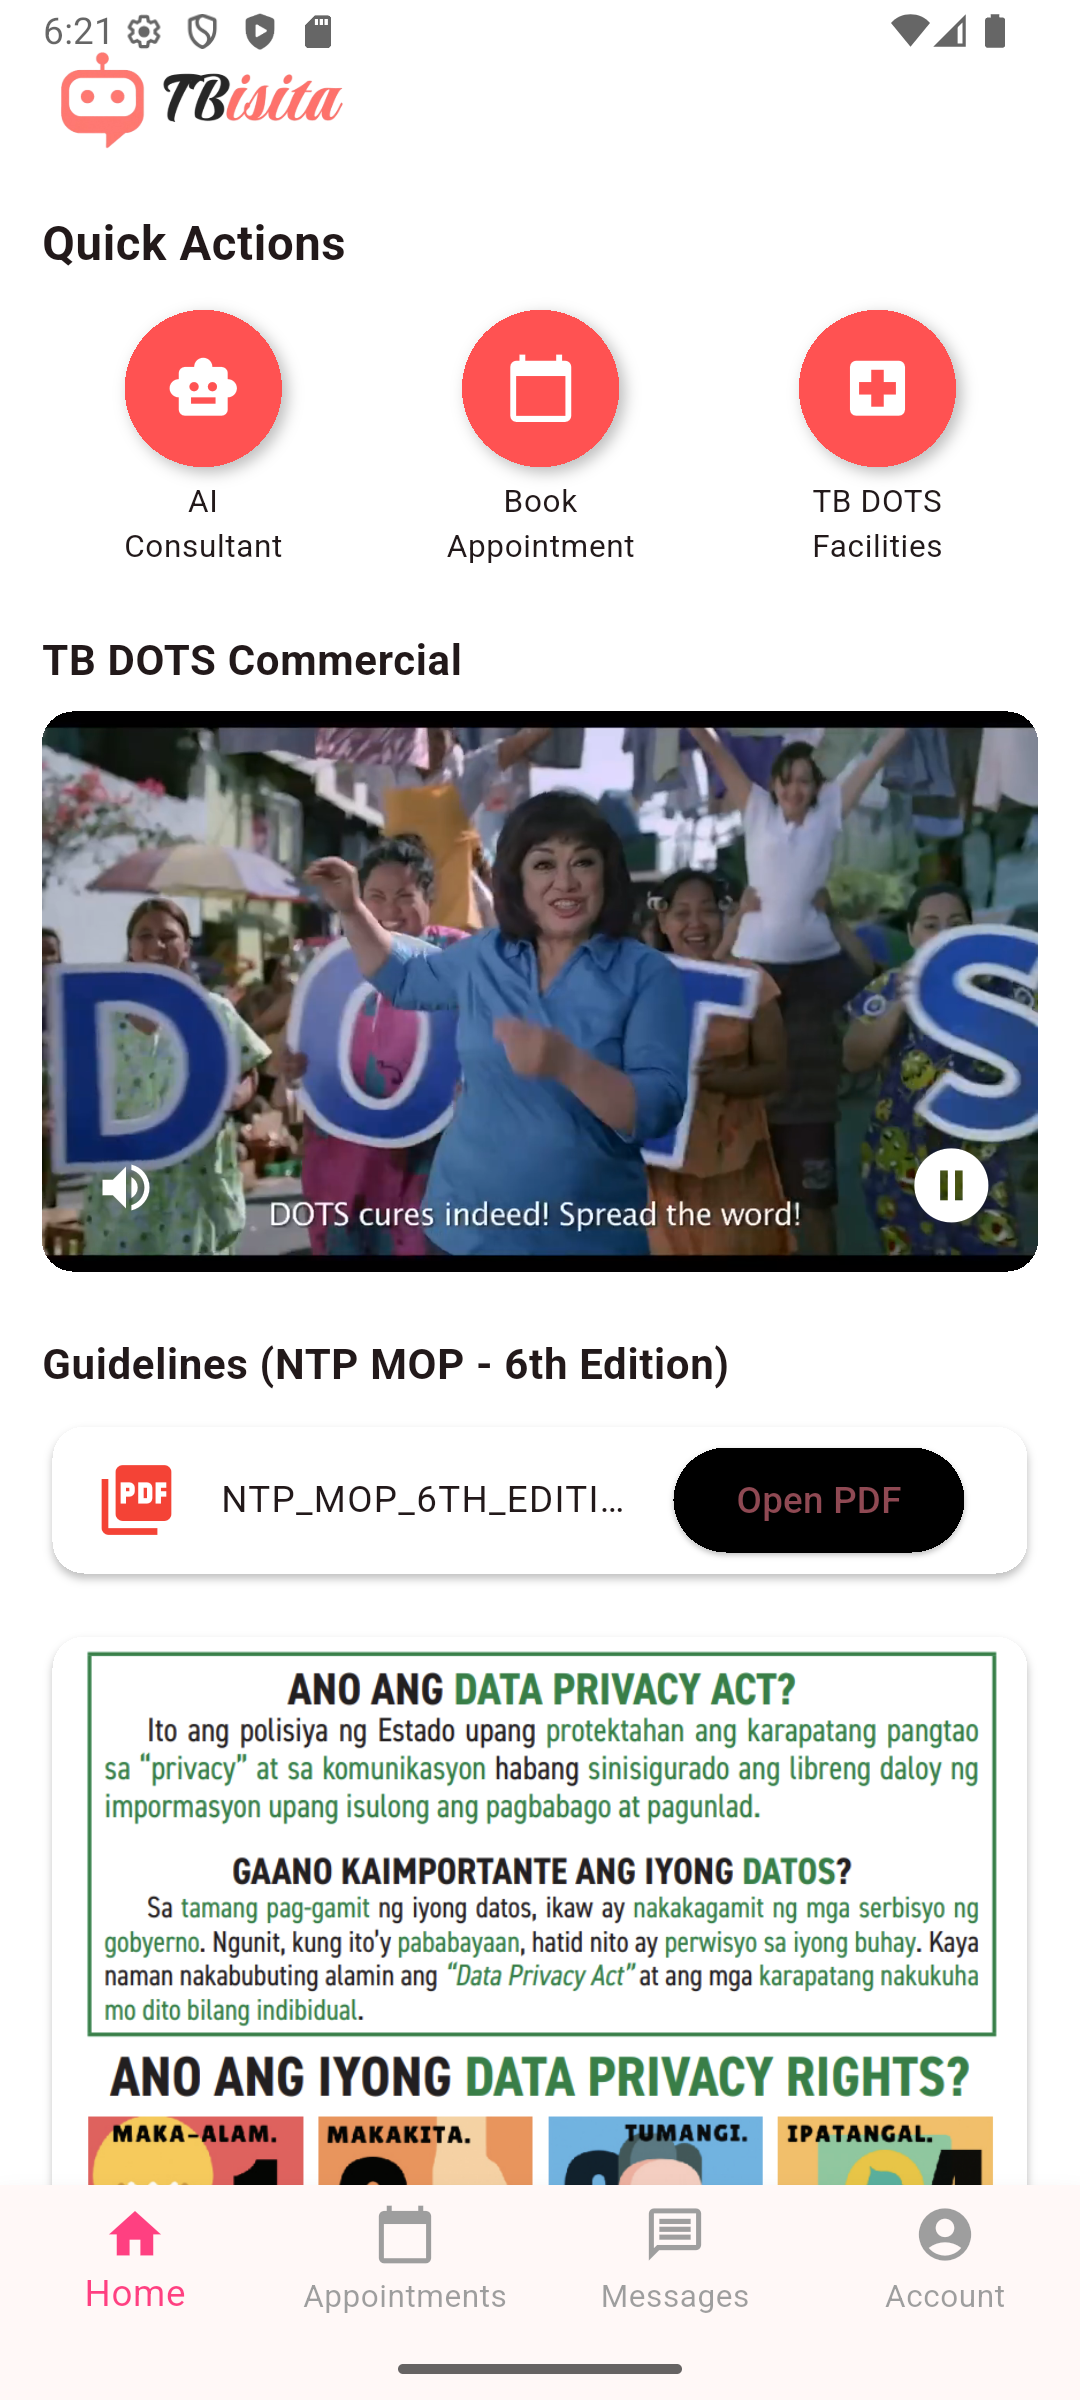 6:21
TBisita
Quick Actions
AI
Consultant
Book
Appointment
TB DOTS
Facilities
TB DOTS Commercial
DOTS
DOTS cures indeed! Spread the word!
Guidelines (NTP MOP - 6th Edition)
PDF
NTP_MOP_6TH_EDITI...
Open PDF
ANO ANG DATA PRIVACY ACT?
Ito ang polisiya ng Estado upang protektahan ang karapatang pangtao
sa “privacy” at sa komunikasyon habang sinisigurado ang libreng daloy ng
impormasyon upang isulong ang pagbabago at pagunlad.
GAANO KAIMPORTANTE ANG IYONG DATOS?
Sa tamang pag-gamit ng iyong datos, ikaw ay nakakagamit ng mga serbisyo ng
gobyerno. Ngunit, kung ito’y pababayaan, hatid nito ay perwisyo sa iyong buhay. Kaya
naman nakabubuting alamin ang “Data Privacy Act” at ang mga karapatang nakukuha
mo dito bilang indibidual.
ANO ANG IYONG DATA PRIVACY RIGHTS?
MAKA-ALAM.
MAKAKITA.
TUMANGI.
IPATANGAL.
Home
Appointments
Messages
Account